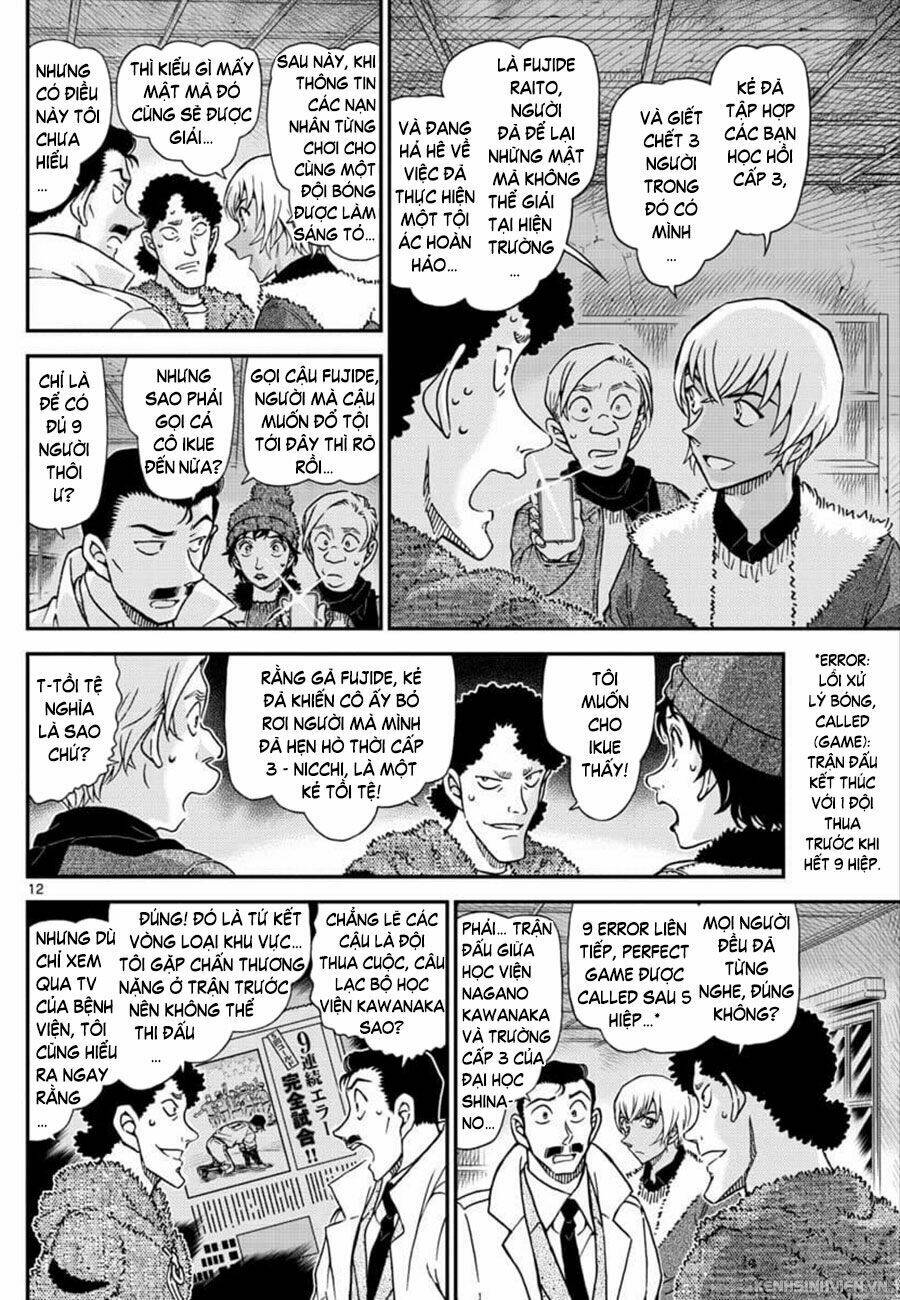 KẺ ĐÃ
TẬP HỢP
CÁC BẠN
HỌC HỒI
CẤP 3,
VÀ GIẾT
CHẾT 3
NGƯỜI
TRONG
ĐÓ CÓ
MÌNH
...
LÀ FUJIDE
RAITO,
NGƯỜI
ĐÃ ĐỂ LẠI
NHỮNG MẬT
MÃ KHÔNG
THỂ GIẢI
TẠI HIỆN
TRƯỜNG
...
VÀ ĐANG
HẢ HÊ VỀ
VIỆC ĐÃ
THỰC HIỆN
MỘT TỘI
ÁC HOÀN
HẢO...
SAU NÀY, KHI
THÔNG TIN
CÁC NẠN
NHÂN TỪNG
CHƠI CHO
CÙNG MỘT
ĐỘI BÓNG
ĐƯỢC LÀM
SÁNG TỎ...
THÌ KIỂU GÌ MẤY
MẬT MÃ ĐÓ
CŨNG SẼ ĐƯỢC
GIẢI...
NHƯNG
CÓ ĐIỀU
NÀY TÔI
CHƯA
HIỂU
...
GỌI CẬU FUJIDE,
NGƯỜI MÀ CẬU
MUỐN ĐỔ TỘI
TỚI ĐÂY THÌ RÕ
RỒI...
NHƯNG
SAO PHẢI
GỌI CẢ
CÔ IKUE
ĐẾN NỮA?
CHỈ LÀ
ĐỂ CÓ
ĐỦ 9
NGƯỜI
THÔI
Ư?
TÔI
MUỐN
CHO
IKUE
THẤY!
RẰNG GÃ FUJIDE, KẺ
ĐÃ KHIẾN CÔ ẤY BỎ
RƠI NGƯỜI MÀ MÌNH
ĐÃ HẸN HÒ THỜI CẤP
3 - NICCHI, LÀ MỘT
KẺ TỒI TỆ!
T-TỒI TỆ
NGHĨA
LÀ SAO
CHỨ?
*ERROR:
LỖI XỬ
LÝ BÓNG,
CALLED
(GAME):
TRẬN ĐẤU
KẾT THÚC
VỚI 1 ĐỘI
THUA
TRƯỚC KHI
HẾT 9 HIỆP.
12
MỌI NGƯỜI
ĐỀU ĐÃ
TỪNG
NGHE, ĐÚNG
KHÔNG?
9 ERROR LIÊN
TIẾP, PERFECT
GAME ĐƯỢC
CALLED SAU 5
HIỆP...*
PHẢI... TRẬN
ĐẤU GIỮA
HỌC VIỆN
NAGANO
KAWANAKA
VÀ TRƯỜNG
CẤP 3 CỦA
ĐẠI HỌC
SHINA-
NO...
CHẲNG LẼ CÁC
CẬU LÀ ĐỘI
THUA CUỘC, CÂU
LẠC BỘ HỌC
VIỆN KAWANAKA
SAO?
ĐÚNG! ĐÓ LÀ TỨ KẾT
VÒNG LOẠI KHU VỰC...
TÔI GẶP CHẤN THƯƠNG
NẶNG Ở TRẬN TRƯỚC
NÊN KHÔNG THỂ
THI ĐẤU
...
NHƯNG DÙ
CHỈ XEM
QUA TV
CỦA BỆNH
VIỆN, TÔI
CŨNG HIỂU
RA NGAY
RẰNG
...
9連続エラー
完全試合!!
KENHSINHVIEN.VN